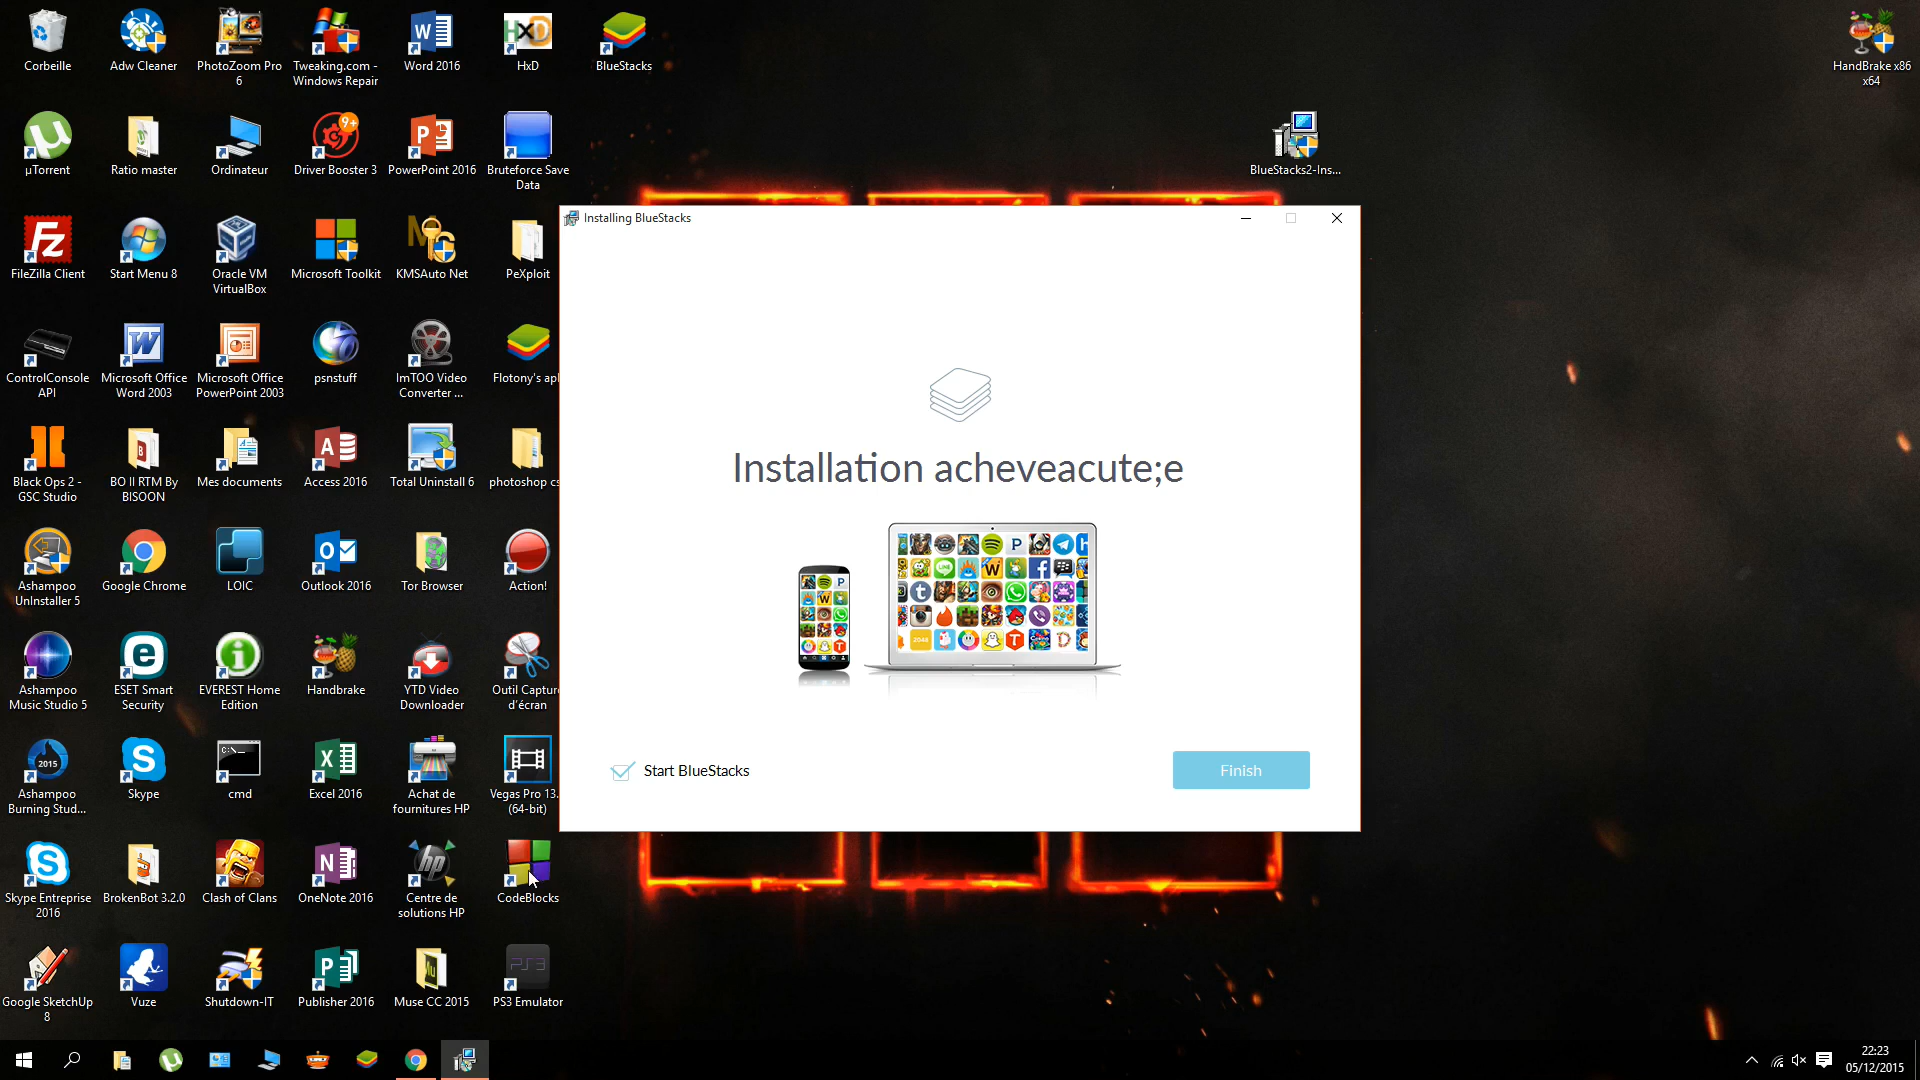 Corbeille
Adw Cleaner
PhotoZoom Pro
6
Tweaking.com -
Windows Repair
Word 2016
HxD
HxD
BlueStacks
HandBrake x86
x64
µTorrent
Ratio master
Ordinateur
9+
Driver Booster 3
PowerPoint 2016
Bruteforce Save
Data
BlueStacks2-Ins...
Installing BlueStacks
FileZilla Client
Start Menu 8
Oracle VM
VirtualBox
Microsoft Toolkit
KMSAuto Net
PeXploit
ControlConsole
API
Microsoft Office
Word 2003
Microsoft Office
PowerPoint 2003
psnstuff
ImTOO Video
Converter ...
Flotony's apl
Installation acheveacute;e
Black Ops 2 -
GSC Studio
BO II RTM By
BISOON
Mes documents
Access 2016
Total Uninstall 6
photoshop cs
Ashampoo
UnInstaller 5
Google Chrome
LOIC
Outlook 2016
Tor Browser
Action!
Ashampoo
Music Studio 5
ESET Smart
Security
EVEREST Home
Edition
Handbrake
YTD Video
Downloader
Outil Capture
d'écran
2015
Ashampoo
Burning Stud...
Skype
C:\_
cmd
Excel 2016
Achat de
fournitures HP
Vegas Pro 13.
(64-bit)
Start BlueStacks
Finish
Skype Entreprise
2016
BrokenBot 3.2.0
Clash of Clans
OneNote 2016
hp
Centre de
solutions HP
CodeBlocks
Google SketchUp
8
Vuze
Shutdown-IT
Publisher 2016
Mu
Muse CC 2015
PS3
PS3 Emulator
22:23
05/12/2015